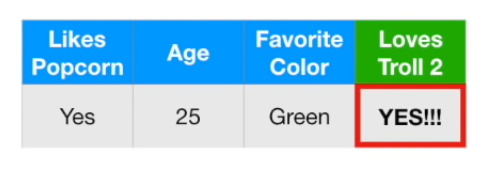 Likes Popcorn Age Favorite Color Loves Troll 2
Yes 25 Green YES!!!